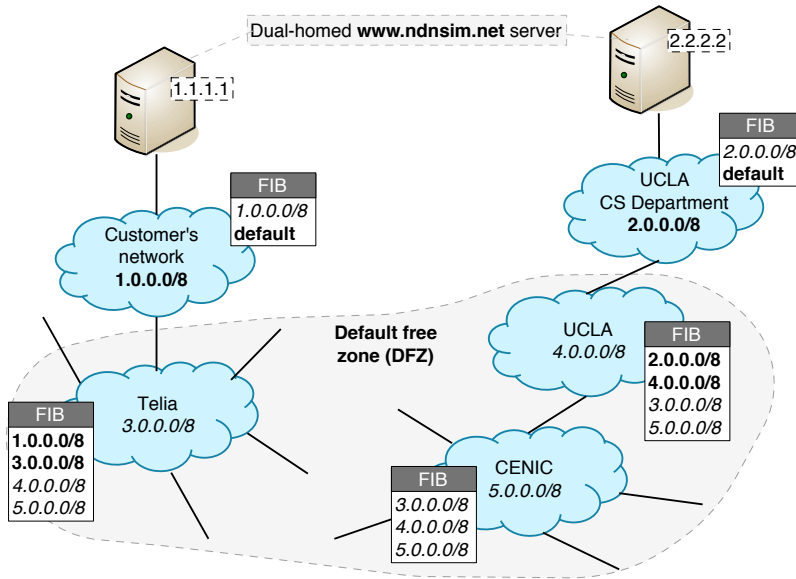 Dual-homed www.ndnsim.net server
1.1.1.1
2.2.2.2
FIB
1.0.0.0/8
default
Customer's
network
1.0.0.0/8
FIB
2.0.0.0/8
default
UCLA
CS Department
2.0.0.0/8
Default free
zone (DFZ)
UCLA
4.0.0.0/8
FIB
2.0.0.0/8
4.0.0.0/8
3.0.0.0/8
5.0.0.0/8
Telia
3.0.0.0/8
FIB
1.0.0.0/8
3.0.0.0/8
4.0.0.0/8
5.0.0.0/8
CENIC
5.0.0.0/8
FIB
3.0.0.0/8
4.0.0.0/8
5.0.0.0/8